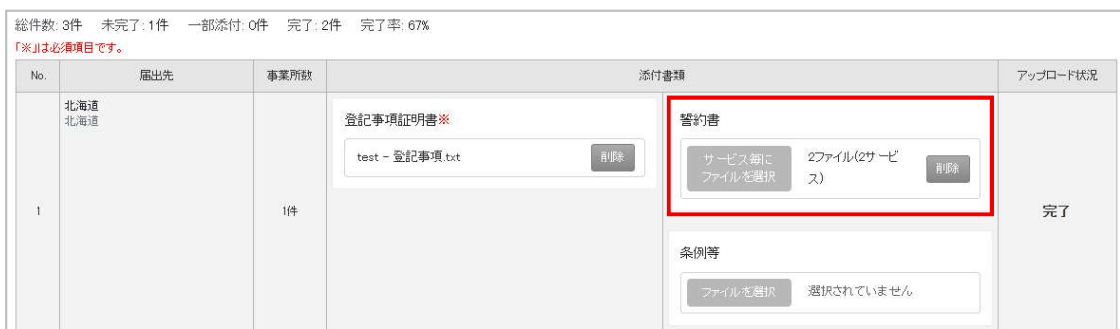 総件数: 3件 未完了: 1件 一部添付: 0件 完了: 2件 完了率: 67%
「※」は必須項目です。
No. 届出先 事業所数 添付書類 アップロード状況
北海道
北海道
登記事項証明書※
test - 登記事項.txt 削除
誓約書
サービス毎に
ファイルを選択
2ファイル(2サービ
ス)
削除
1 1件 完了
条例等
ファイルを選択 選択されていません